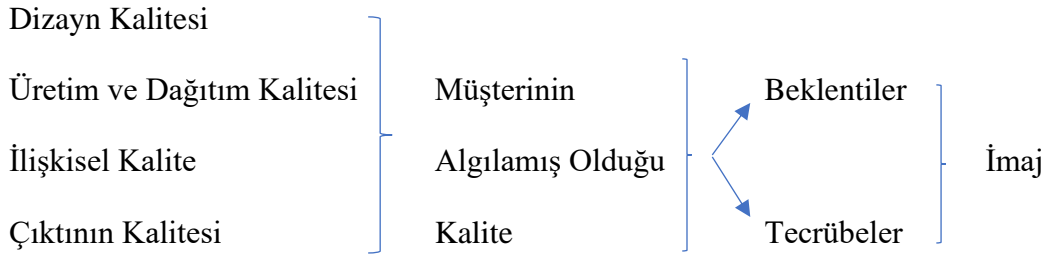 Dizayn Kalitesi
Üretim ve Dağıtım Kalitesi Müşterinin Beklentiler
İlişkisel Kalite Algılamış Olduğu İmaj
Çıktının Kalitesi Kalite Tecrübeler